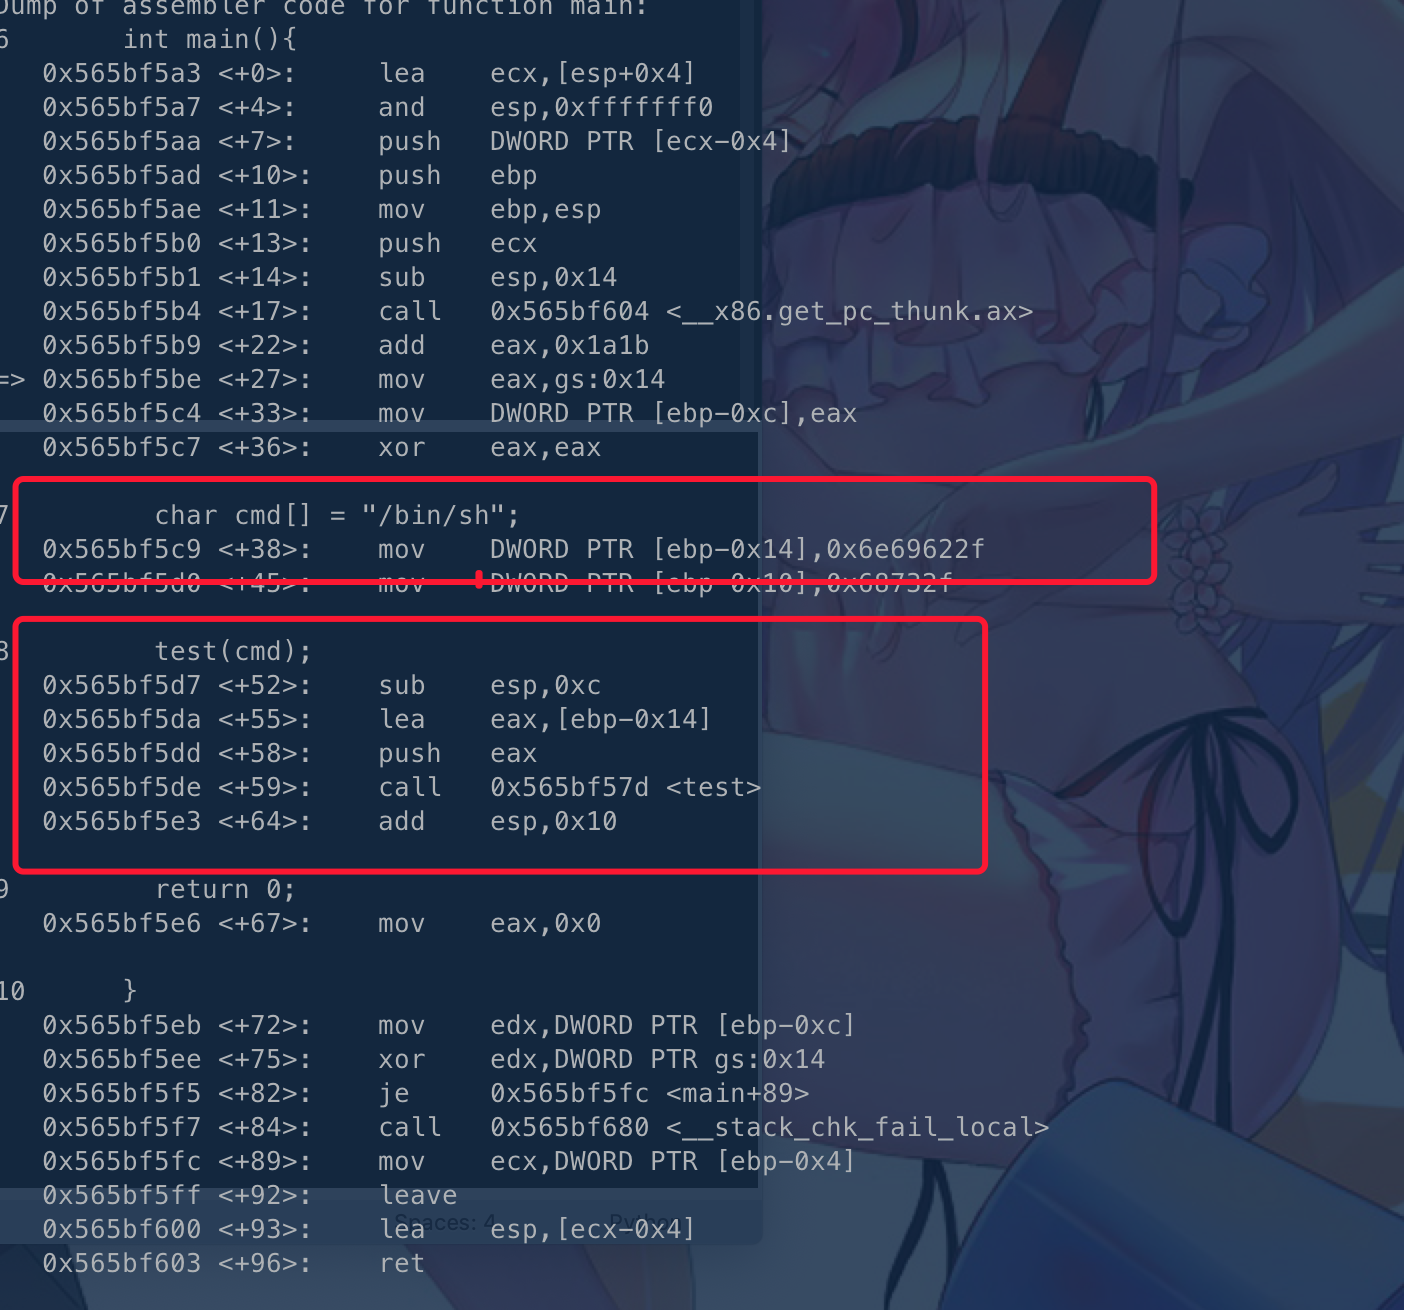 Dump of assembler code for function main:
6 int main(){
0x565bf5a3 <+0>: lea ecx,[esp+0x4]
0x565bf5a7 <+4>: and esp,0xfffffff0
0x565bf5aa <+7>: push DWORD PTR [ecx-0x4]
0x565bf5ad <+10>: push ebp
0x565bf5ae <+11>: mov ebp,esp
0x565bf5b0 <+13>: push ecx
0x565bf5b1 <+14>: sub esp,0x14
0x565bf5b4 <+17>: call 0x565bf604 <__x86.get_pc_thunk.ax>
0x565bf5b9 <+22>: add eax,0x1a1b
=> 0x565bf5be <+27>: mov eax,gs:0x14
0x565bf5c4 <+33>: mov DWORD PTR [ebp-0xc],eax
0x565bf5c7 <+36>: xor eax,eax
7 char cmd[] = "/bin/sh";
0x565bf5c9 <+38>: mov DWORD PTR [ebp-0x14],0x6e69622f
0x565bf5d0 <+45>: mov DWORD PTR [ebp-0x10],0x68732f
8 test(cmd);
0x565bf5d7 <+52>: sub esp,0xc
0x565bf5da <+55>: lea eax,[ebp-0x14]
0x565bf5dd <+58>: push eax
0x565bf5de <+59>: call 0x565bf57d <test>
0x565bf5e3 <+64>: add esp,0x10
9 return 0;
0x565bf5e6 <+67>: mov eax,0x0
10 }
0x565bf5eb <+72>: mov edx,DWORD PTR [ebp-0xc]
0x565bf5ee <+75>: xor edx,DWORD PTR gs:0x14
0x565bf5f5 <+82>: je 0x565bf5fc <main+89>
0x565bf5f7 <+84>: call 0x565bf680 <__stack_chk_fail_local>
0x565bf5fc <+89>: mov ecx,DWORD PTR [ebp-0x4]
0x565bf5ff <+92>: leave
Spaces: 4 Python
0x565bf600 <+93>: lea esp,[ecx-0x4]
0x565bf603 <+96>: ret